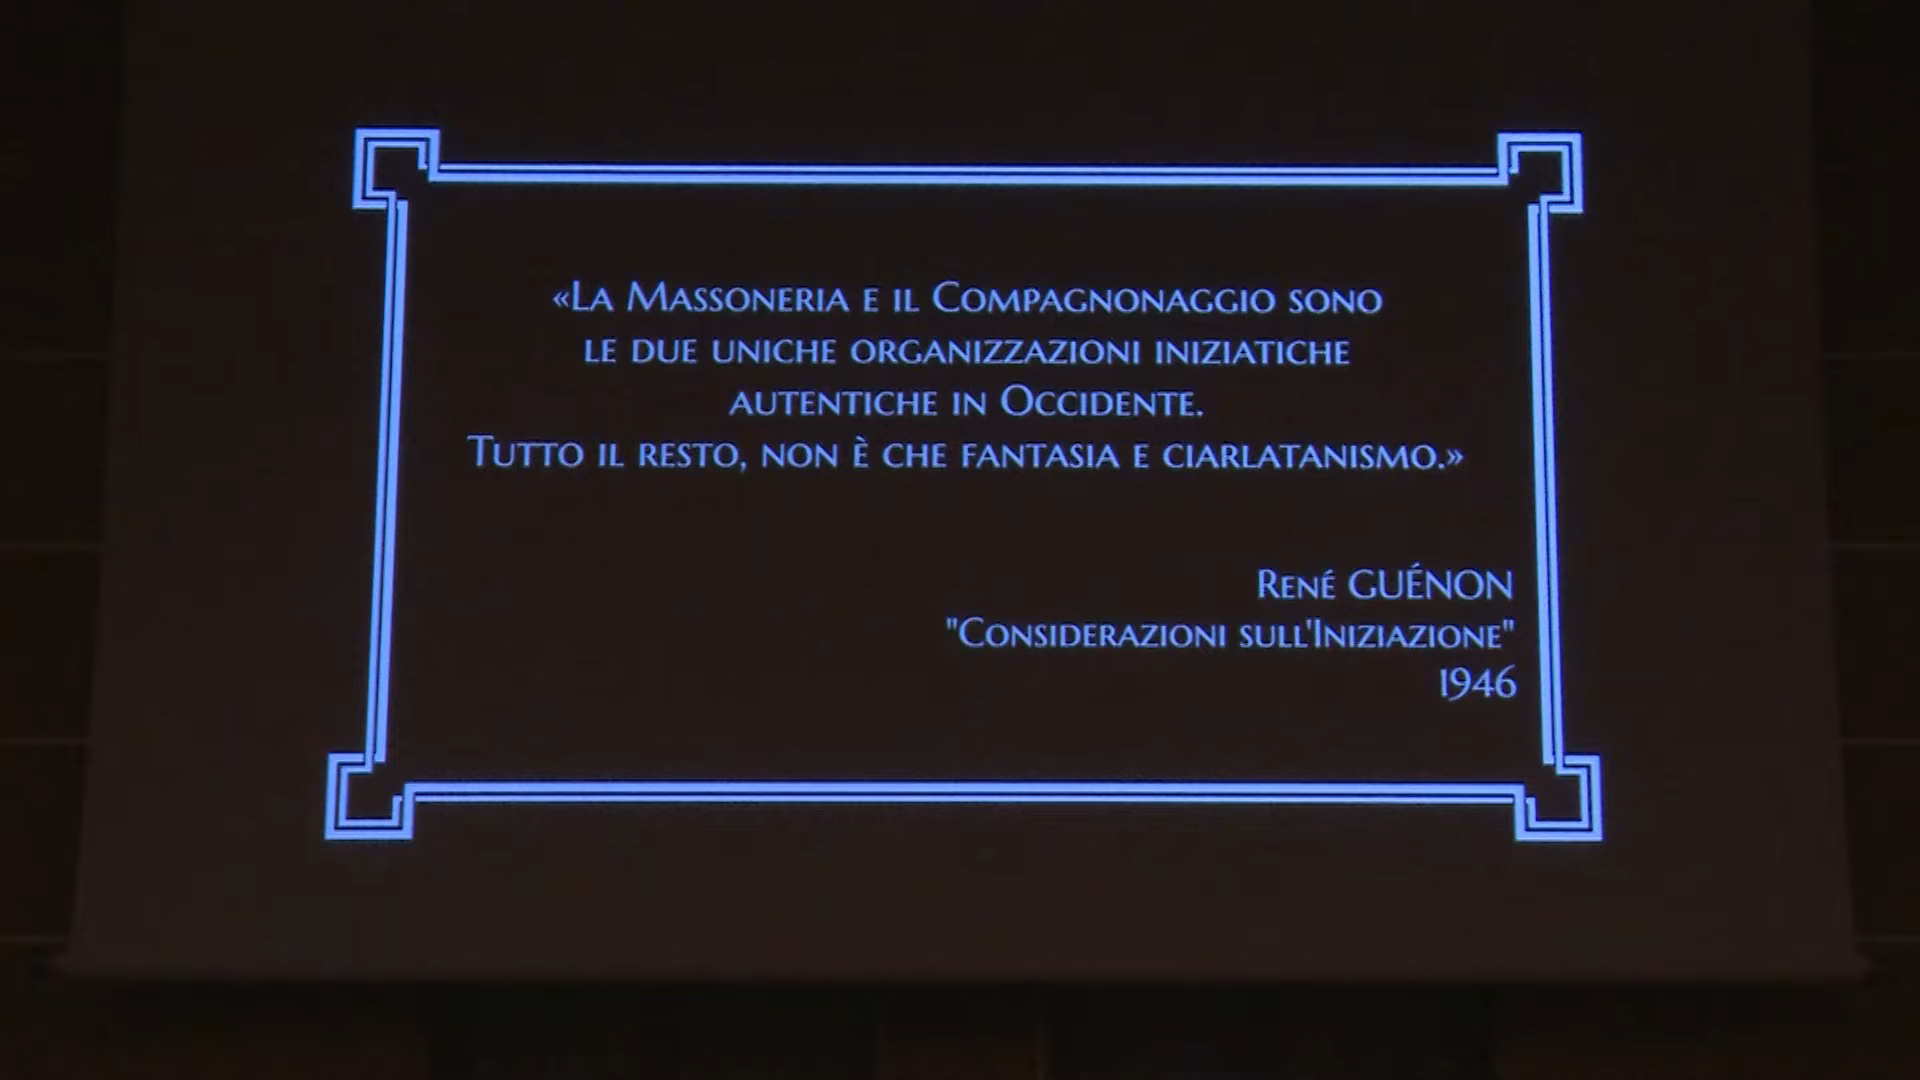 «La Massoneria e il Compagnonaggio sono
le due uniche organizzazioni iniziatiche
autentiche in Occidente.
Tutto il resto, non è che fantasia e ciarlatanismo.»
René GUÉNON
"Considerazioni sull'Iniziazione"
1946